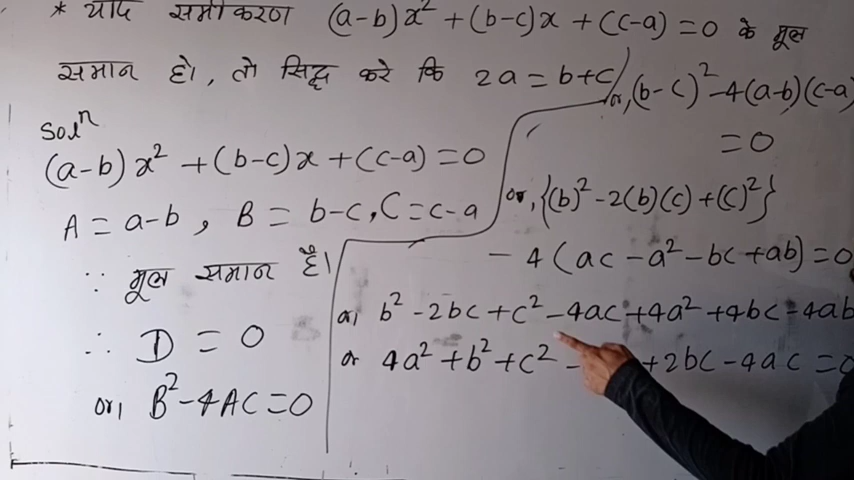 * यदि समीकरण (a-b)x² + (b-c)x + (c-a) = 0 के मूल
समान हो, तो सिद्ध करे कि 2a = b+c
Solⁿ
(a-b)x² + (b-c)x + (c-a) = 0
A = a-b, B = b-c, C = c-a
∵ मूल समान है।
∴ D = 0
or, B² - 4AC = 0
or, (b-c)² - 4(a-b)(c-a)
= 0
or, {(b)² - 2(b)(c) + (c)²}
- 4(ac - a² - bc + ab) = 0
or, b² - 2bc + c² - 4ac + 4a² + 4bc - 4ab
or 4a² + b² + c² - + 2bc - 4ac = 0